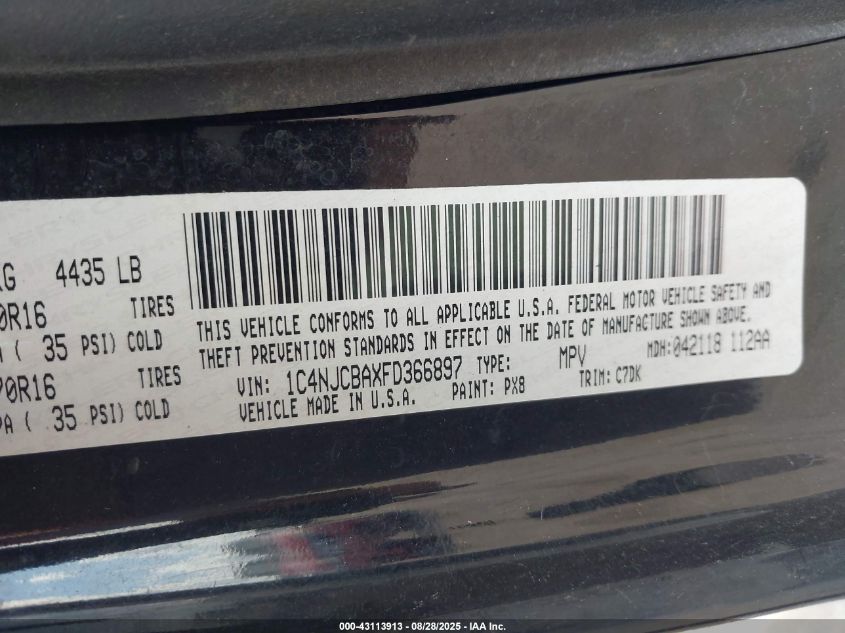 KG 4435 LB
0R16 TIRES
A ( 35 PSI) COLD
70R16 TIRES
PA ( 35 PSI) COLD
THIS VEHICLE CONFORMS TO ALL APPLICABLE U.S.A. FEDERAL MOTOR VEHICLE SAFETY AND
THEFT PREVENTION STANDARDS IN EFFECT ON THE DATE OF MANUFACTURE SHOWN ABOVE.
VIN: 1C4NJCBAXFD366897 TYPE: MPV MDH:042118 112AA
VEHICLE MADE IN U.S.A. PAINT: PX8 TRIM: C7DK
000-43113913 - 08/28/2025 - IAA Inc.